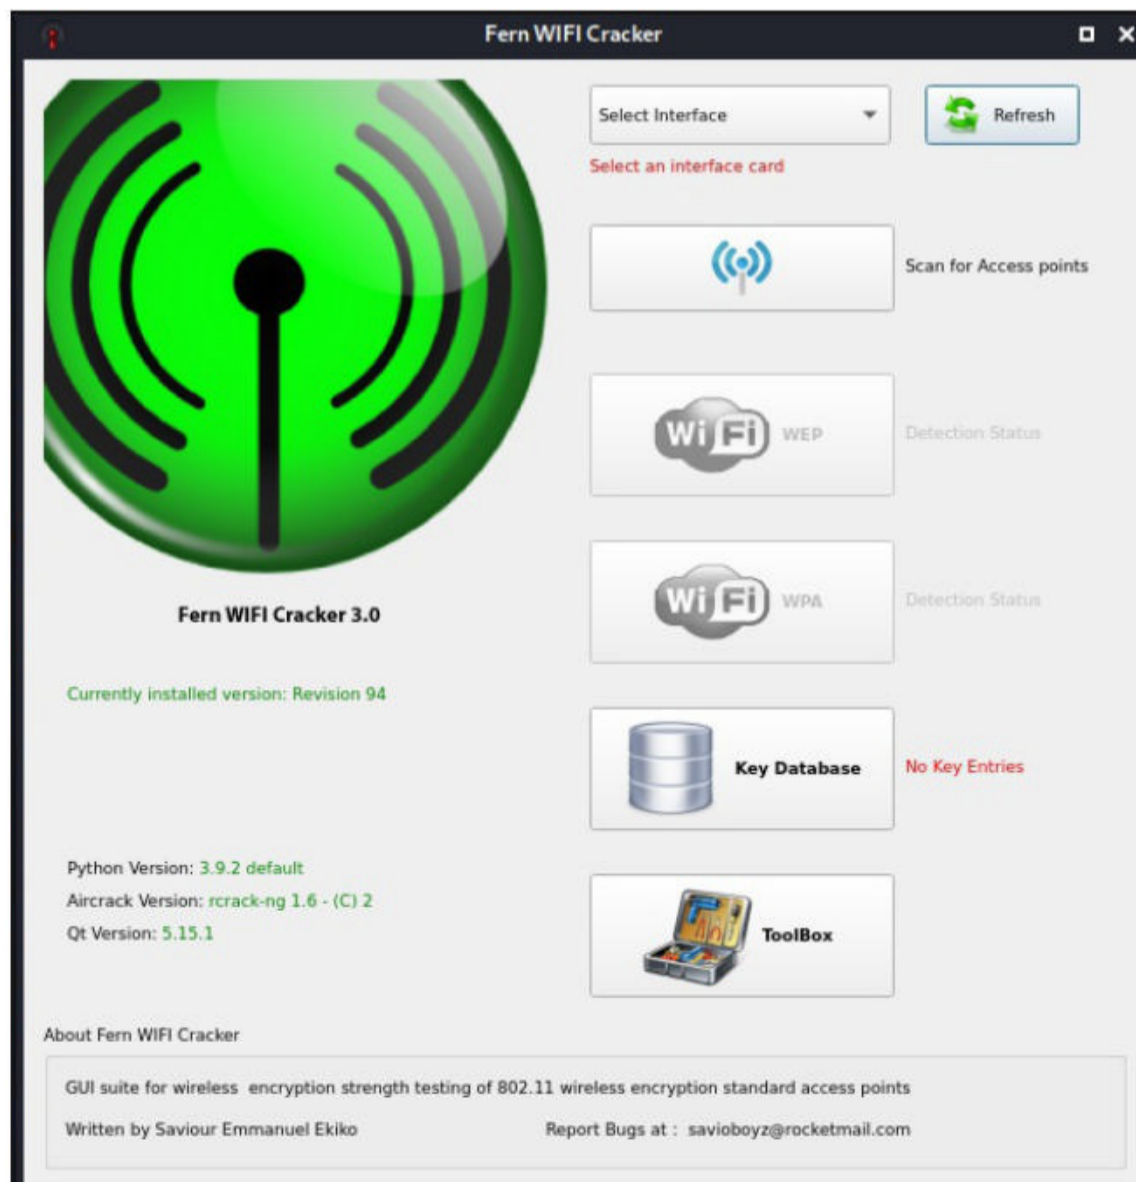 Fern WIFI Cracker
Select Interface
Refresh
Select an interface card
Scan for Access points
WiFi WEP
Detection Status
WiFi WPA
Detection Status
Fern WIFI Cracker 3.0
Currently installed version: Revision 94
Key Database
No Key Entries
Python Version: 3.9.2 default
Aircrack Version: rcrack-ng 1.6 - (C) 2
Qt Version: 5.15.1
ToolBox
About Fern WIFI Cracker
GUI suite for wireless  encryption strength testing of 802.11 wireless encryption standard access points
Written by Saviour Emmanuel Ekiko
Report Bugs at :  savioboyz@rocketmail.com